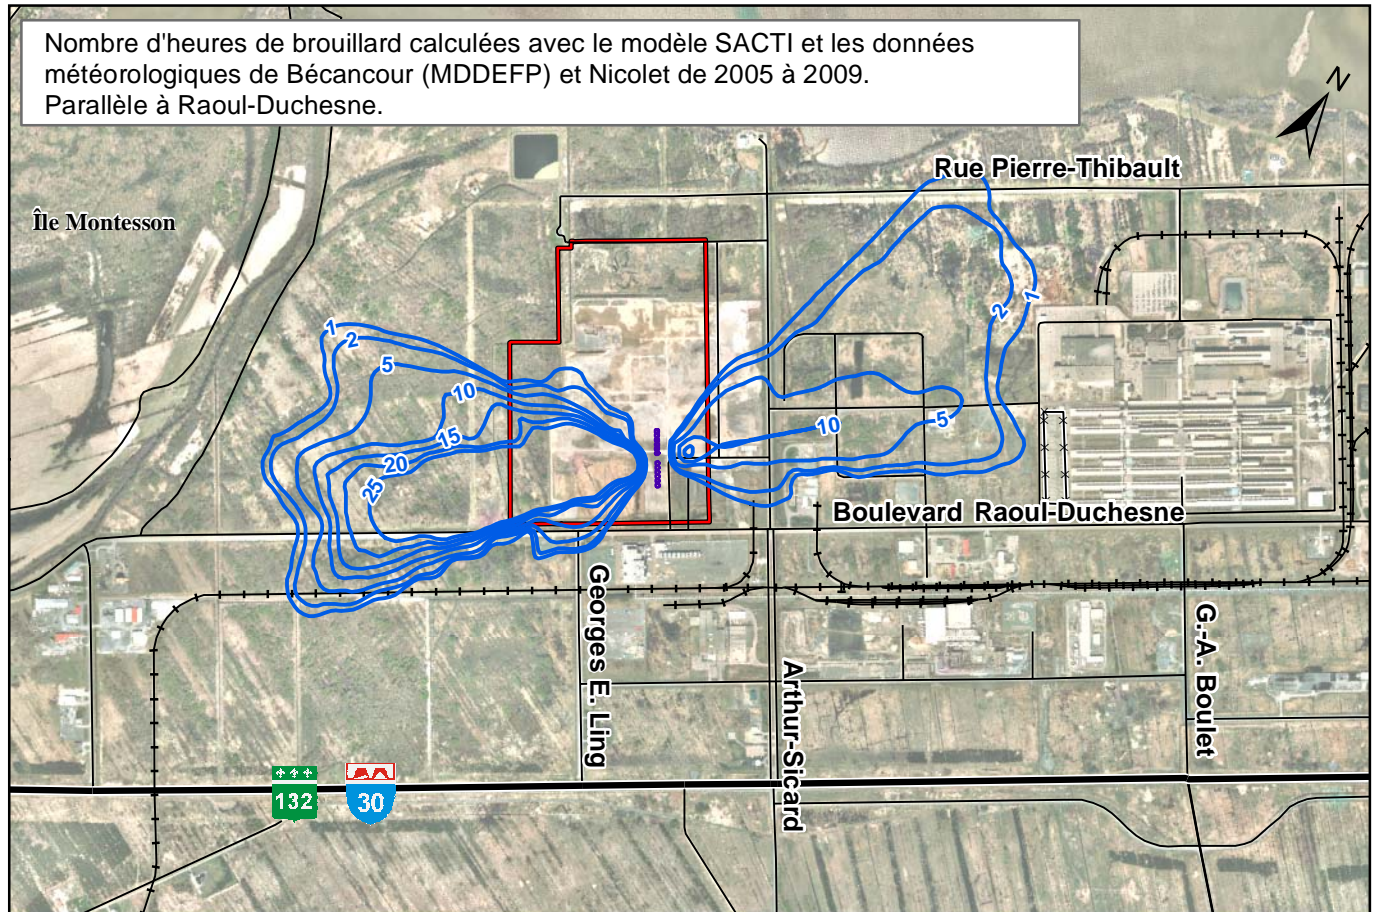 Nombre d'heures de brouillard calculées avec le modèle SACTI et les données
météorologiques de Bécancour (MDDEFP) et Nicolet de 2005 à 2009.
Parallèle à Raoul-Duchesne.
N
Rue Pierre-Thibault
Île Montesson
1
2
5
10
15
20
25
2
1
5
10
Boulevard Raoul-Duchesne
Georges E. Ling
Arthur-Sicard
G.-A. Boulet
132
30